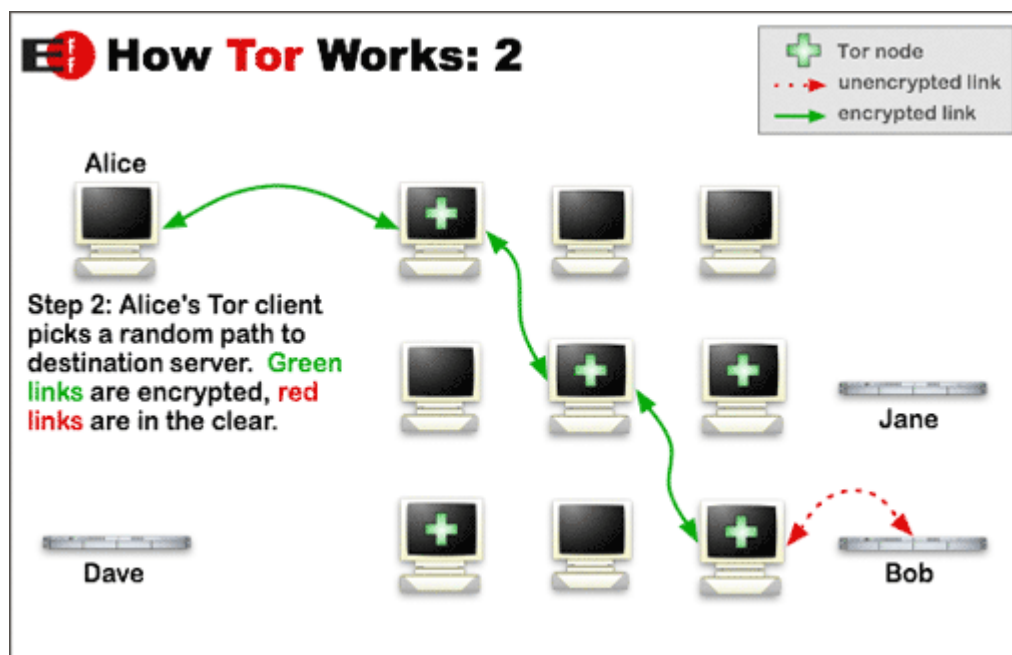 EFF How Tor Works: 2
Tor node
unencrypted link
encrypted link
Alice
Step 2: Alice's Tor client
picks a random path to
destination server. Green
links are encrypted, red
links are in the clear.
Jane
Dave
Bob